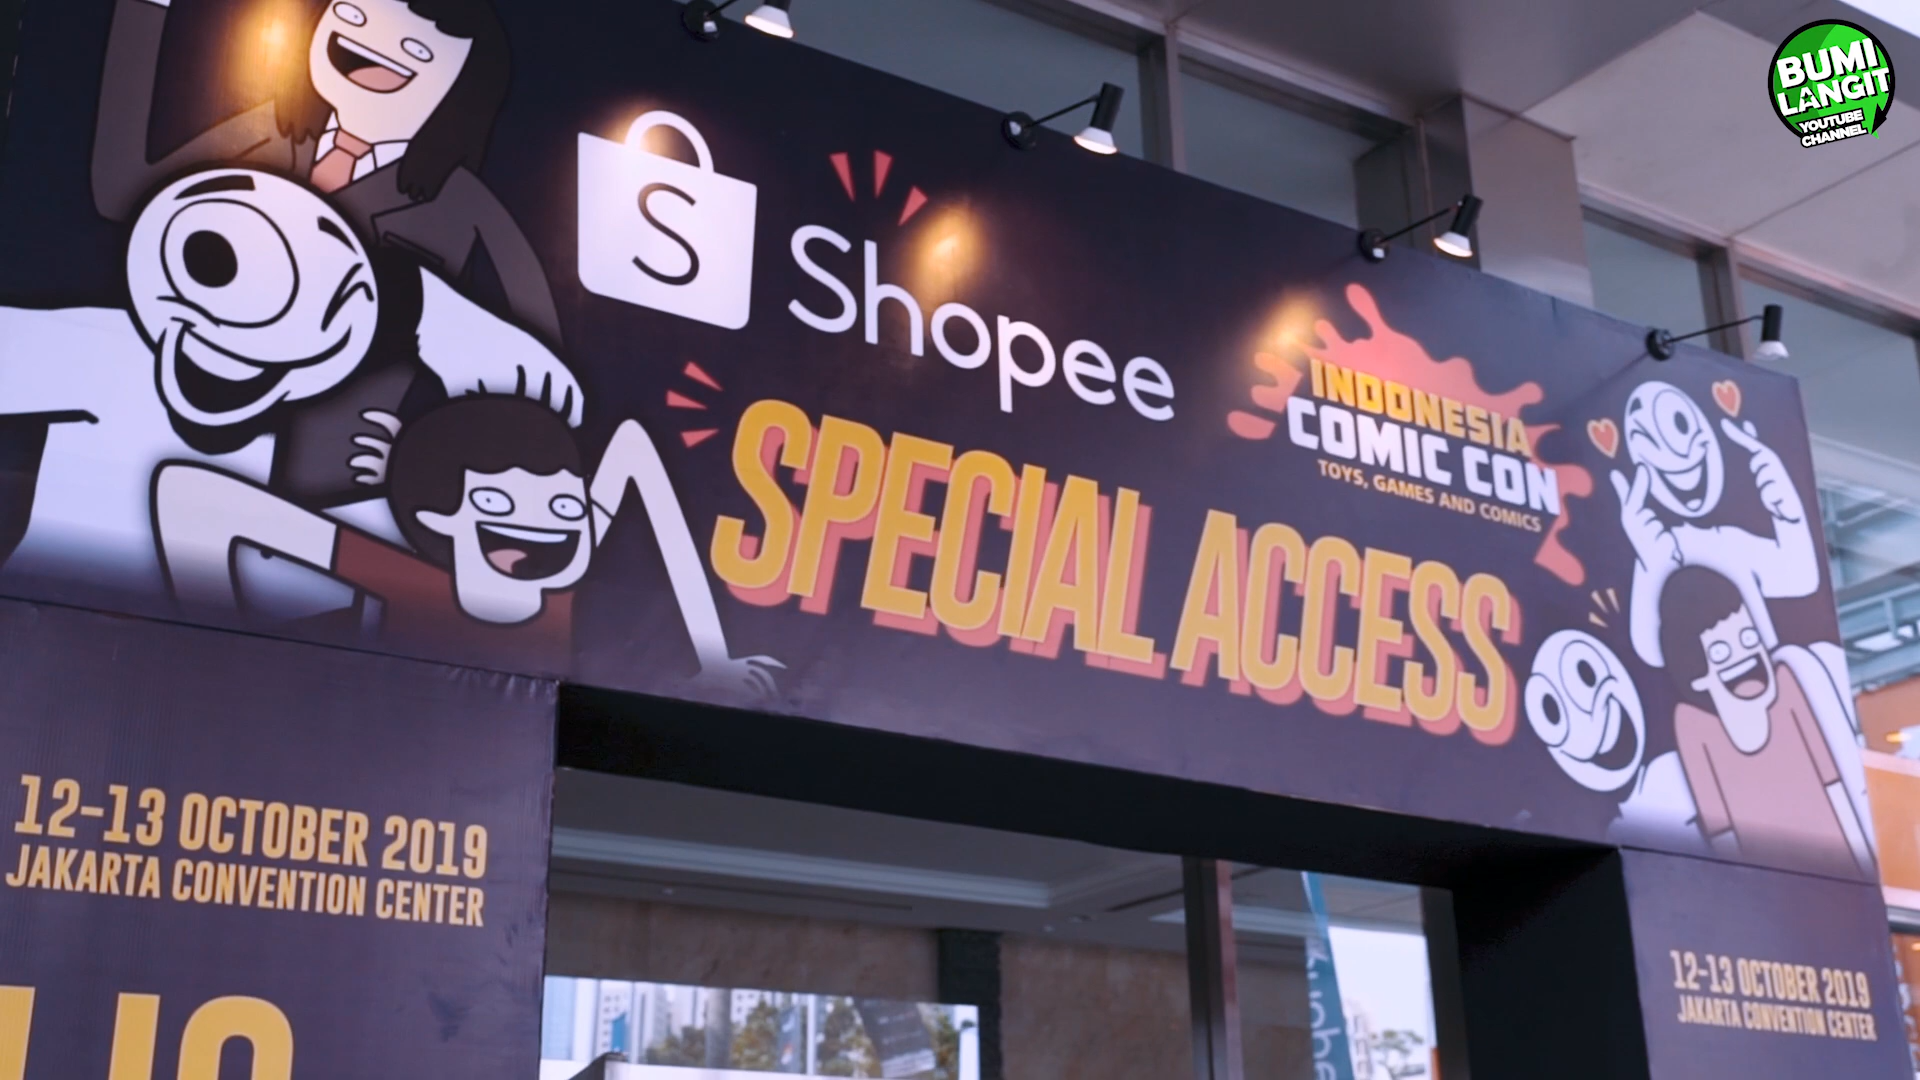 BUMI
LANGIT
YOUTUBE
CHANNEL
S
Shopee
INDONESIA
COMIC CON
TOYS, GAMES AND COMICS
SPECIAL ACCESS
12-13 OCTOBER 2019
JAKARTA CONVENTION CENTER
12-13 OCTOBER 2019
JAKARTA CONVENTION CENTER